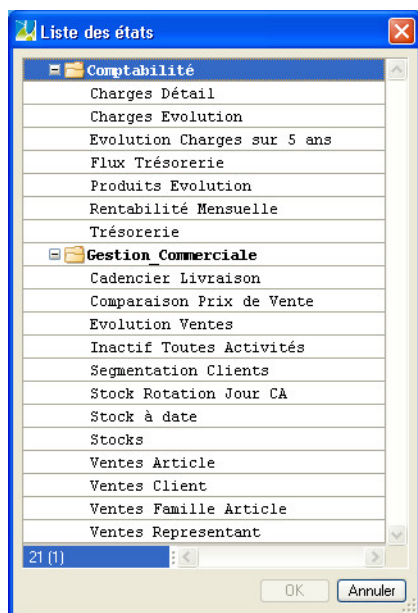 Liste des états
Comptabilité
Charges Détail
Charges Evolution
Evolution Charges sur 5 ans
Flux Trésorerie
Produits Evolution
Rentabilité Mensuelle
Trésorerie
Gestion_Commerciale
Cadencier Livraison
Comparaison Prix de Vente
Evolution Ventes
Inactif Toutes Activités
Segmentation Clients
Stock Rotation Jour CA
Stock à date
Stocks
Ventes Article
Ventes Client
Ventes Famille Article
Ventes Representant
21 (1)
OK Annuler